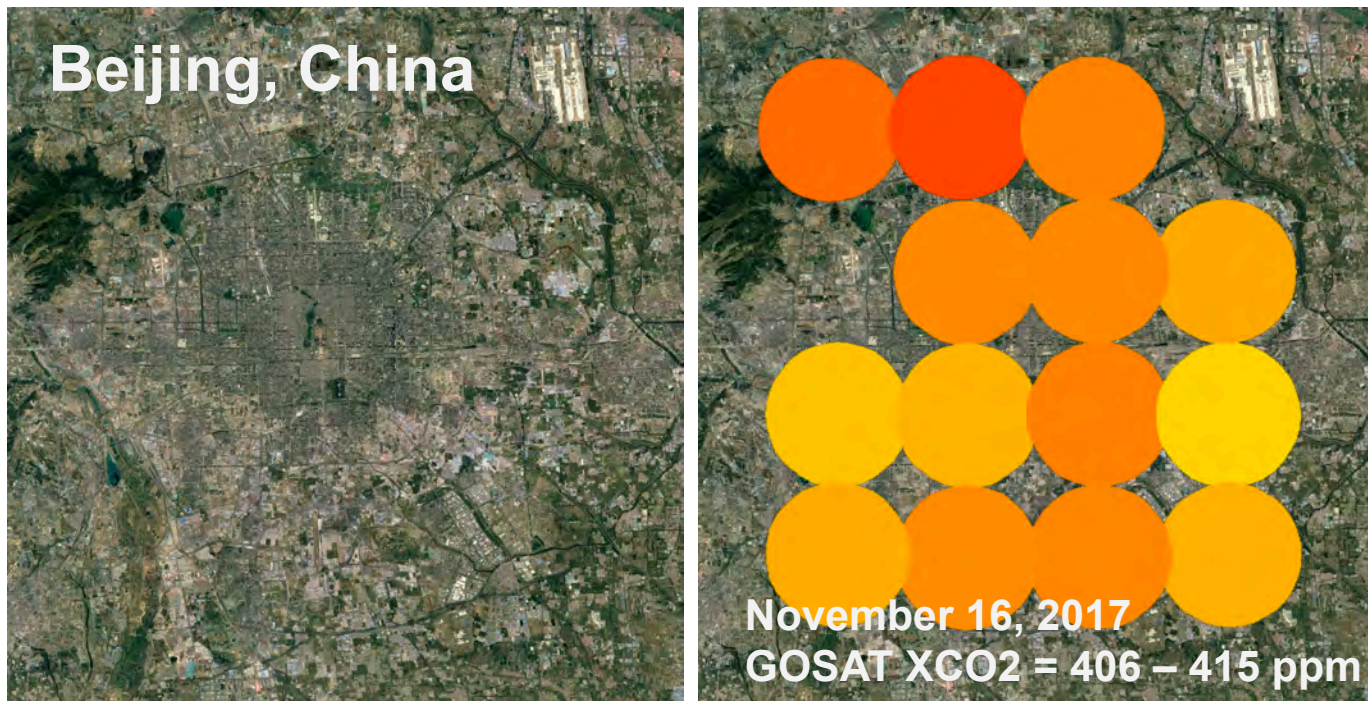 Beijing, China
November 16, 2017
GOSAT XCO2 = 406 – 415 ppm